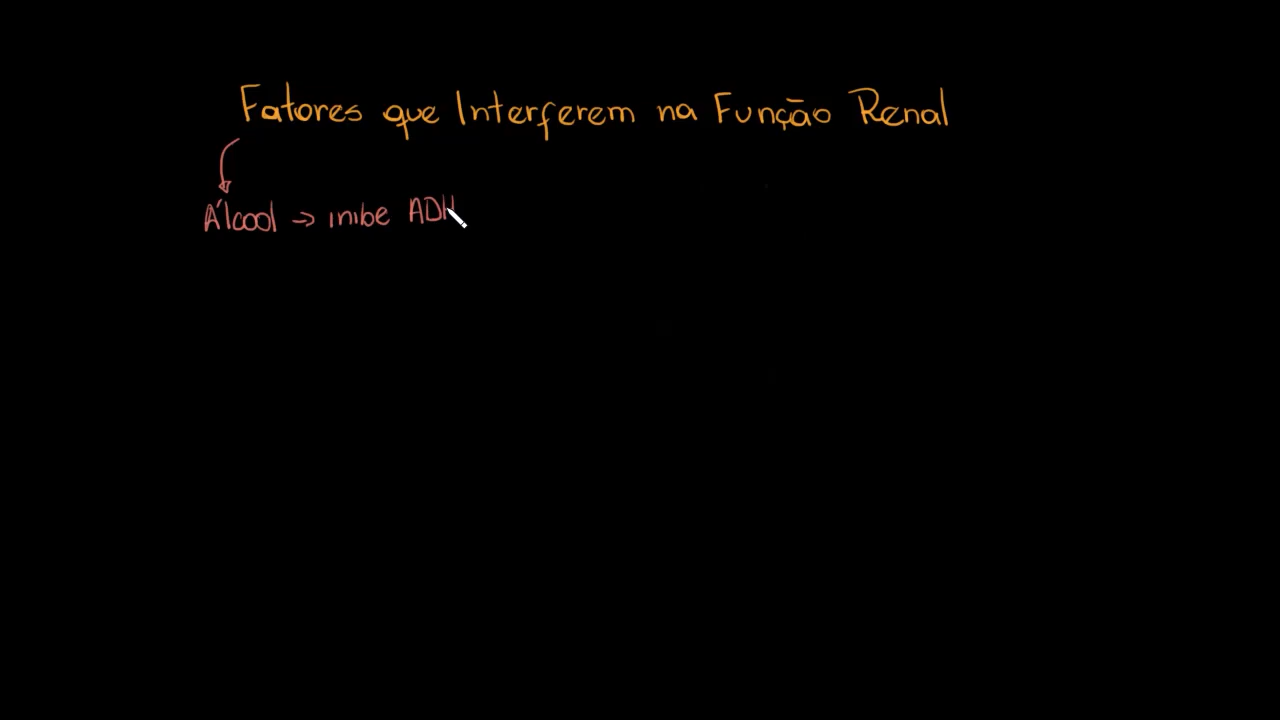 Fatores que Interferem na Função Renal
Álcool → inibe ADH